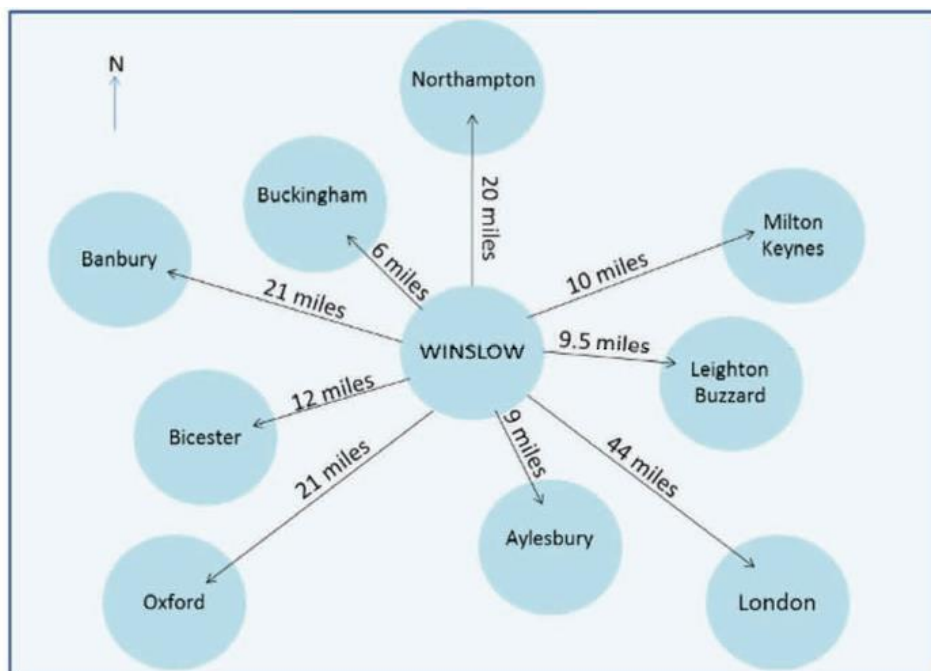 N
Northampton
Buckingham
20 miles
Banbury
6 miles
Milton
Keynes
21 miles
10 miles
WINSLOW
9.5 miles
Leighton
Buzzard
12 miles
Bicester
9 miles
44 miles
21 miles
Aylesbury
Oxford
London